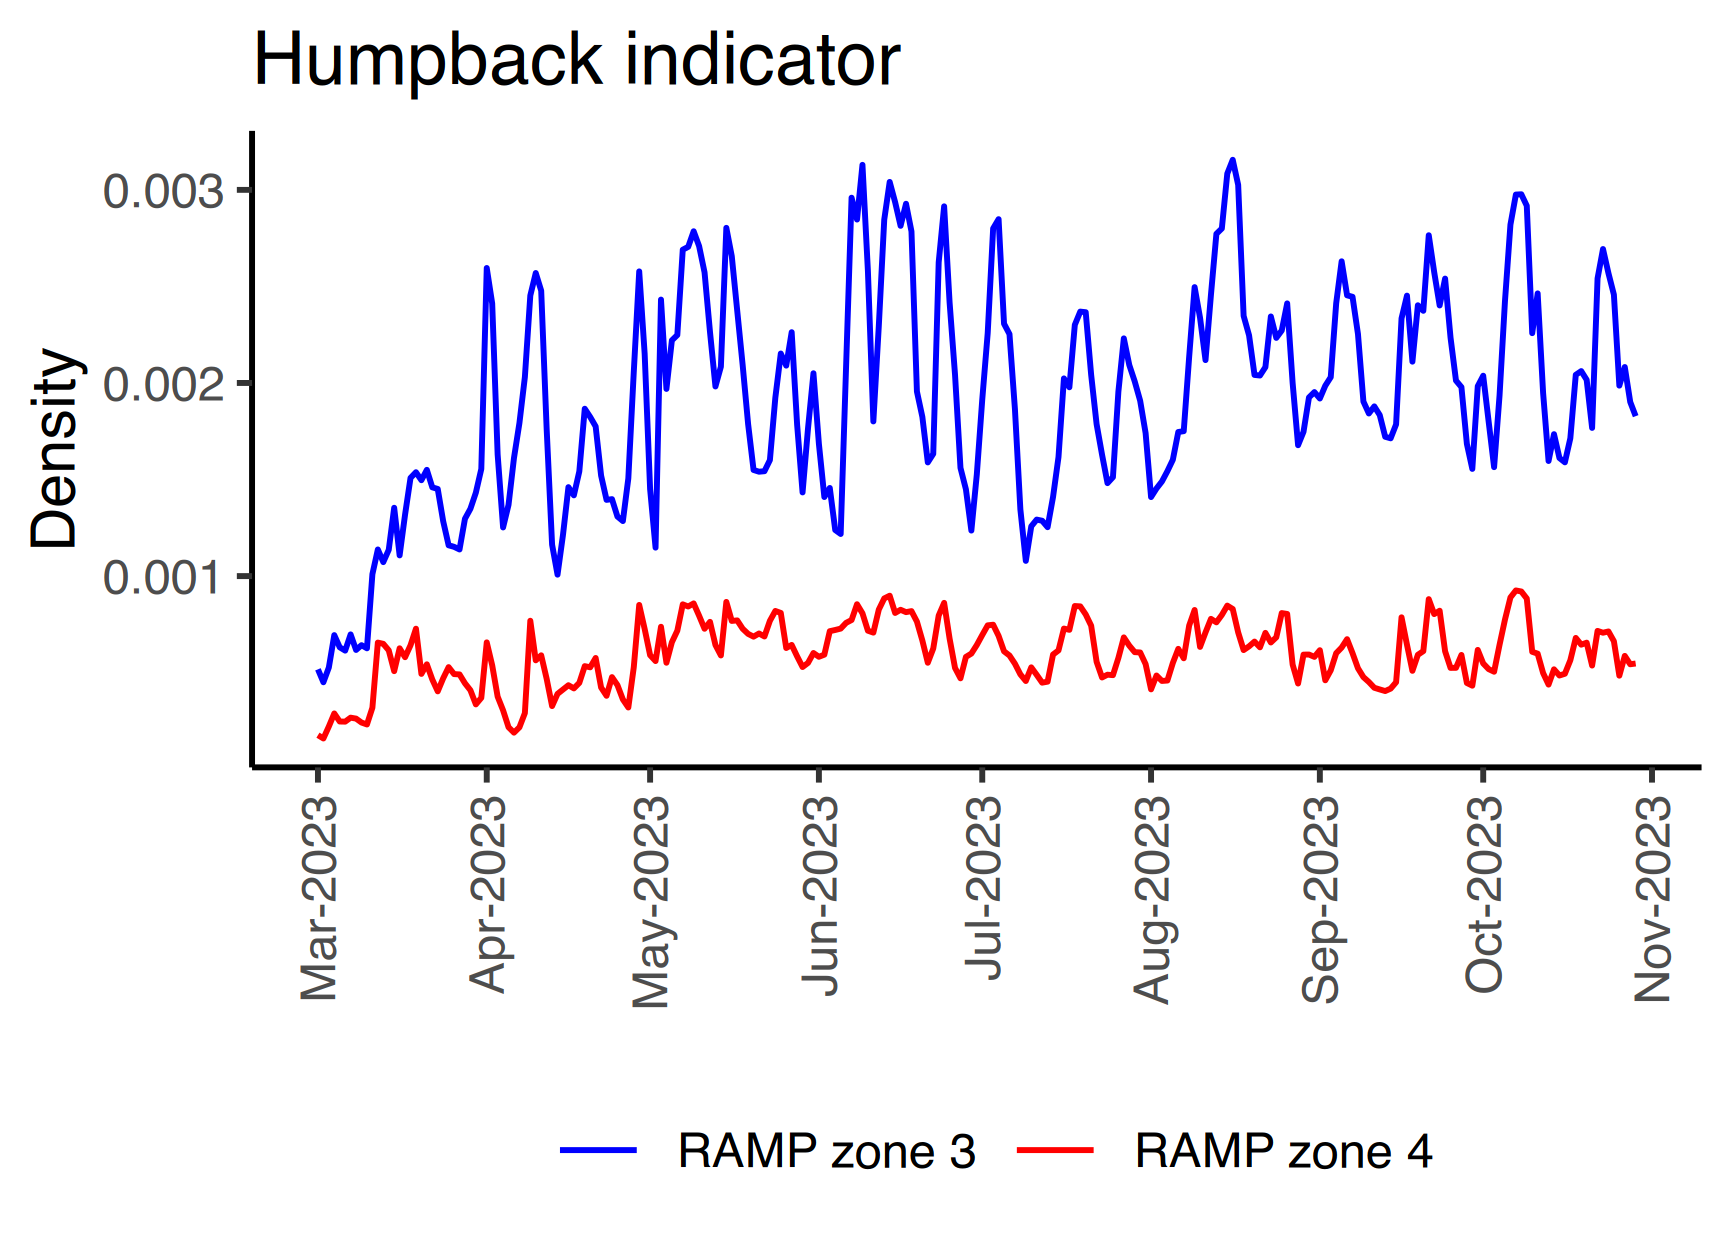 Humpback indicator
Density
0.003
0.002
0.001
Mar-2023
Apr-2023
May-2023
Jun-2023
Jul-2023
Aug-2023
Sep-2023
Oct-2023
Nov-2023
RAMP zone 3
RAMP zone 4